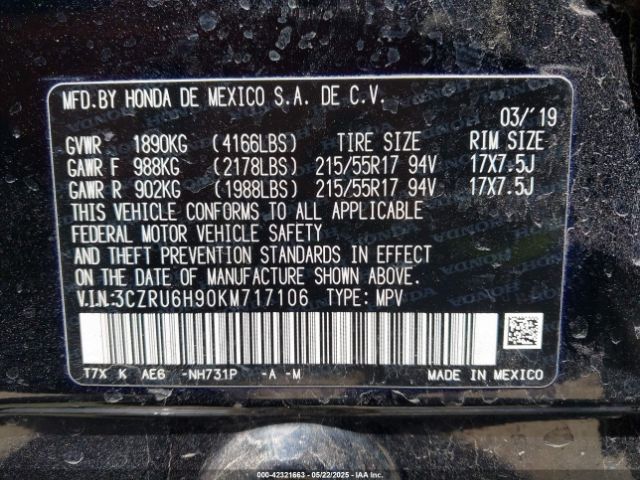 MFD.BY HONDA DE MEXICO S.A. DE C.V.
03/'19
GVWR 1890KG (4166LBS) TIRE SIZE RIM SIZE
GAWR F 988KG (2178LBS) 215/55R17 94V 17X7.5J
GAWR R 902KG (1988LBS) 215/55R17 94V 17X7.5J
THIS VEHICLE CONFORMS TO ALL APPLICABLE
FEDERAL MOTOR VEHICLE SAFETY
AND THEFT PREVENTION STANDARDS IN EFFECT
ON THE DATE OF MANUFACTURE SHOWN ABOVE.
V.I.N:3CZRU6H90KM717106 TYPE: MPV
T7X K AE6 -NH731P -A -M MADE IN MEXICO
000-42321663 - 05/22/2025 - IAAI.COM